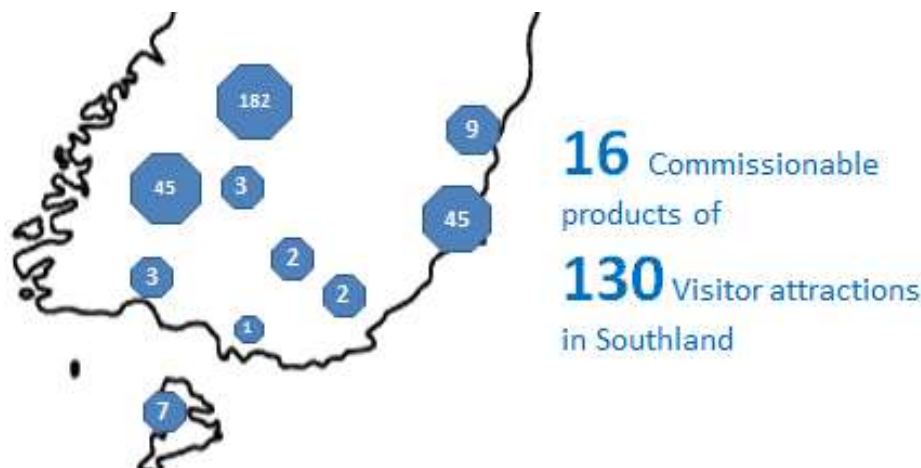 182
9
45
3
45
3
2
2
1
7
16 Commissionable
products of
130 Visitor attractions
in Southland